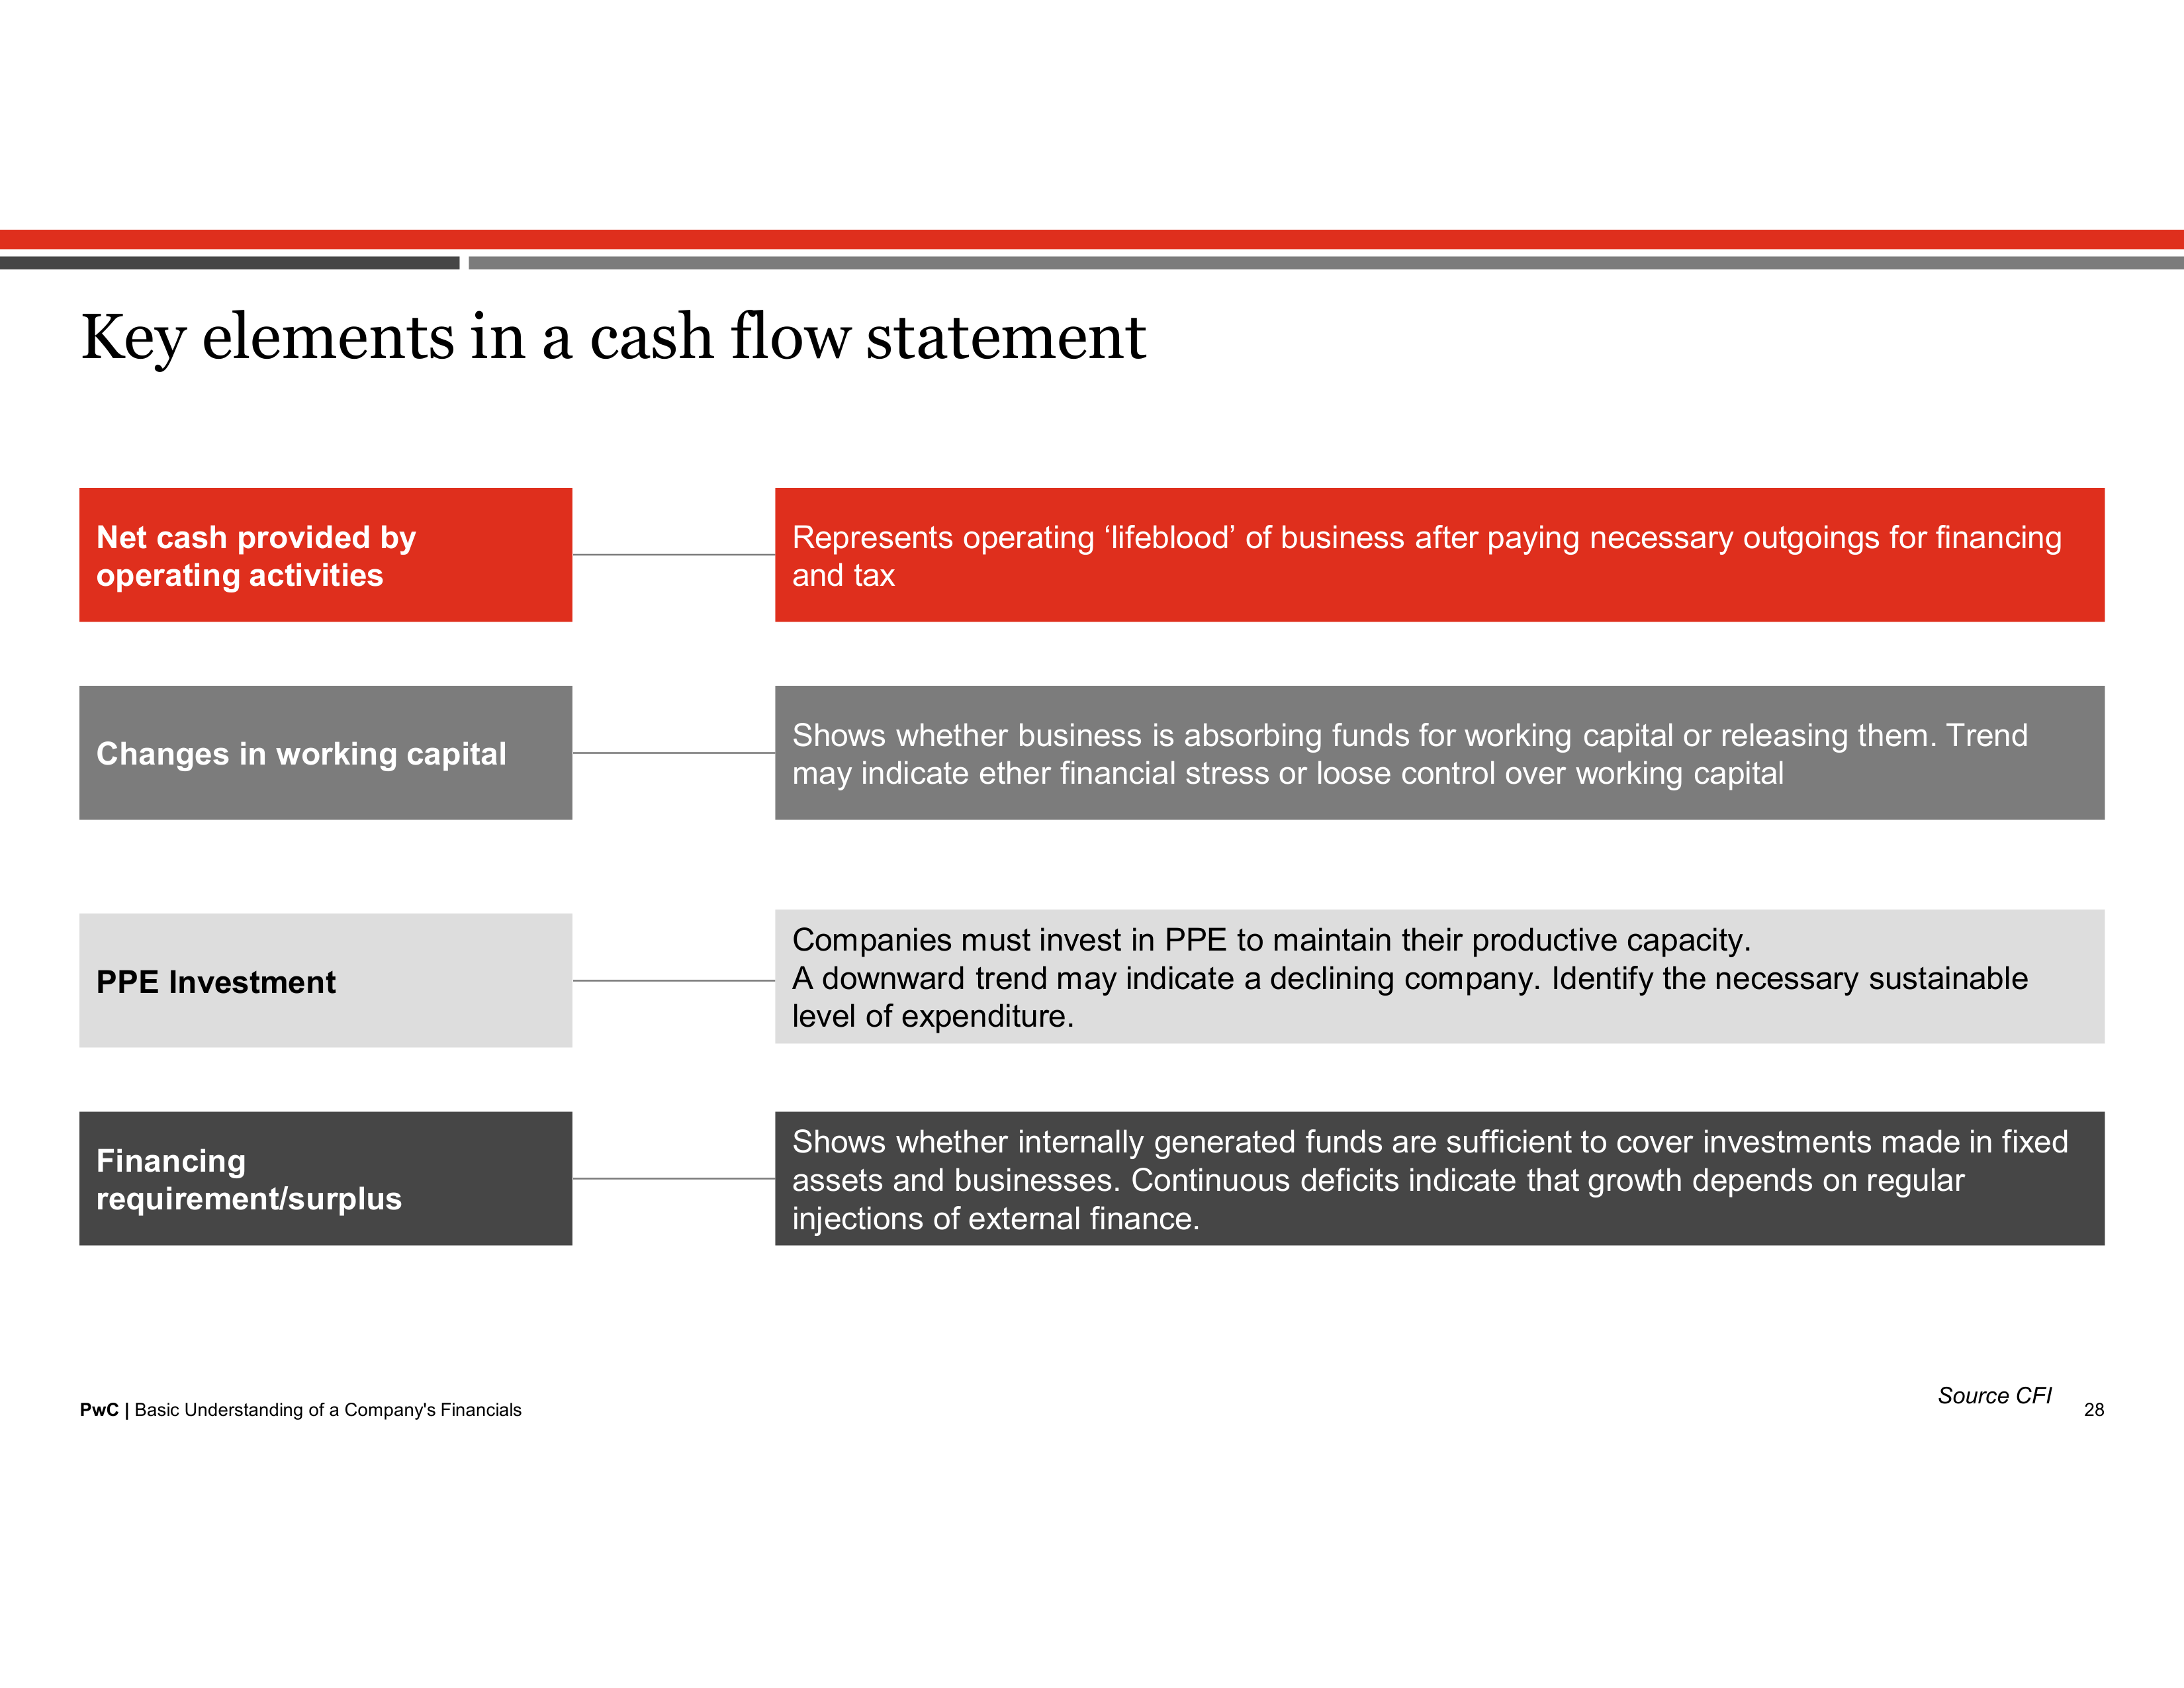 Key elements in a cash flow statement
Net cash provided by
operating activities
Represents operating ‘lifeblood’ of business after paying necessary outgoings for financing
and tax
Changes in working capital
Shows whether business is absorbing funds for working capital or releasing them. Trend
may indicate ether financial stress or loose control over working capital
PPE Investment
Companies must invest in PPE to maintain their productive capacity.
A downward trend may indicate a declining company. Identify the necessary sustainable
level of expenditure.
Financing
requirement/surplus
Shows whether internally generated funds are sufficient to cover investments made in fixed
assets and businesses. Continuous deficits indicate that growth depends on regular
injections of external finance.
Source CFI
PwC | Basic Understanding of a Company's Financials
28